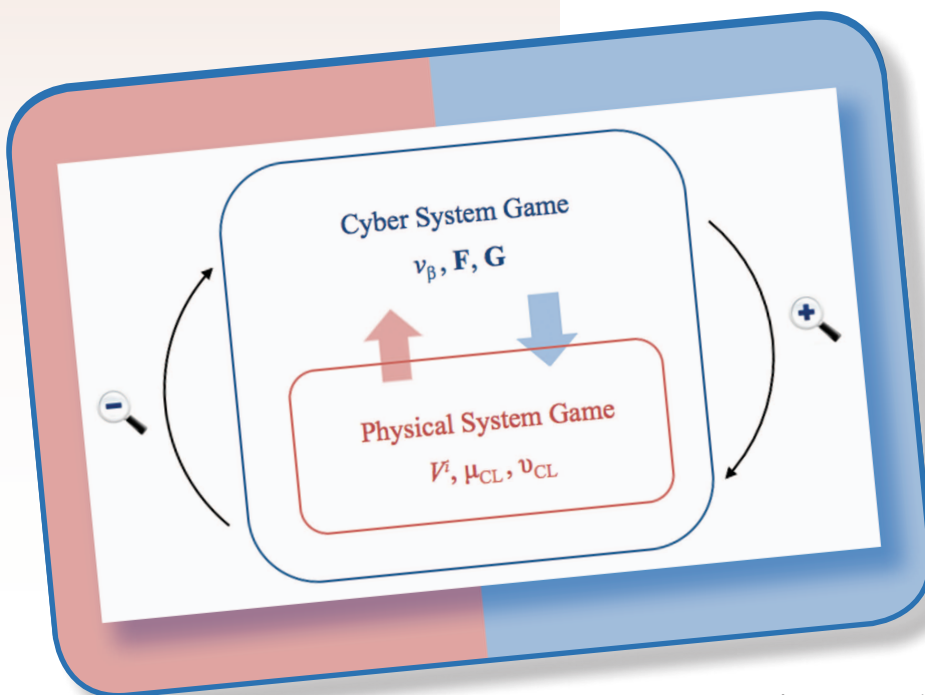 Cyber System Game
νᵦ, F, G
Physical System Game
Vⁱ, μCL, υCL